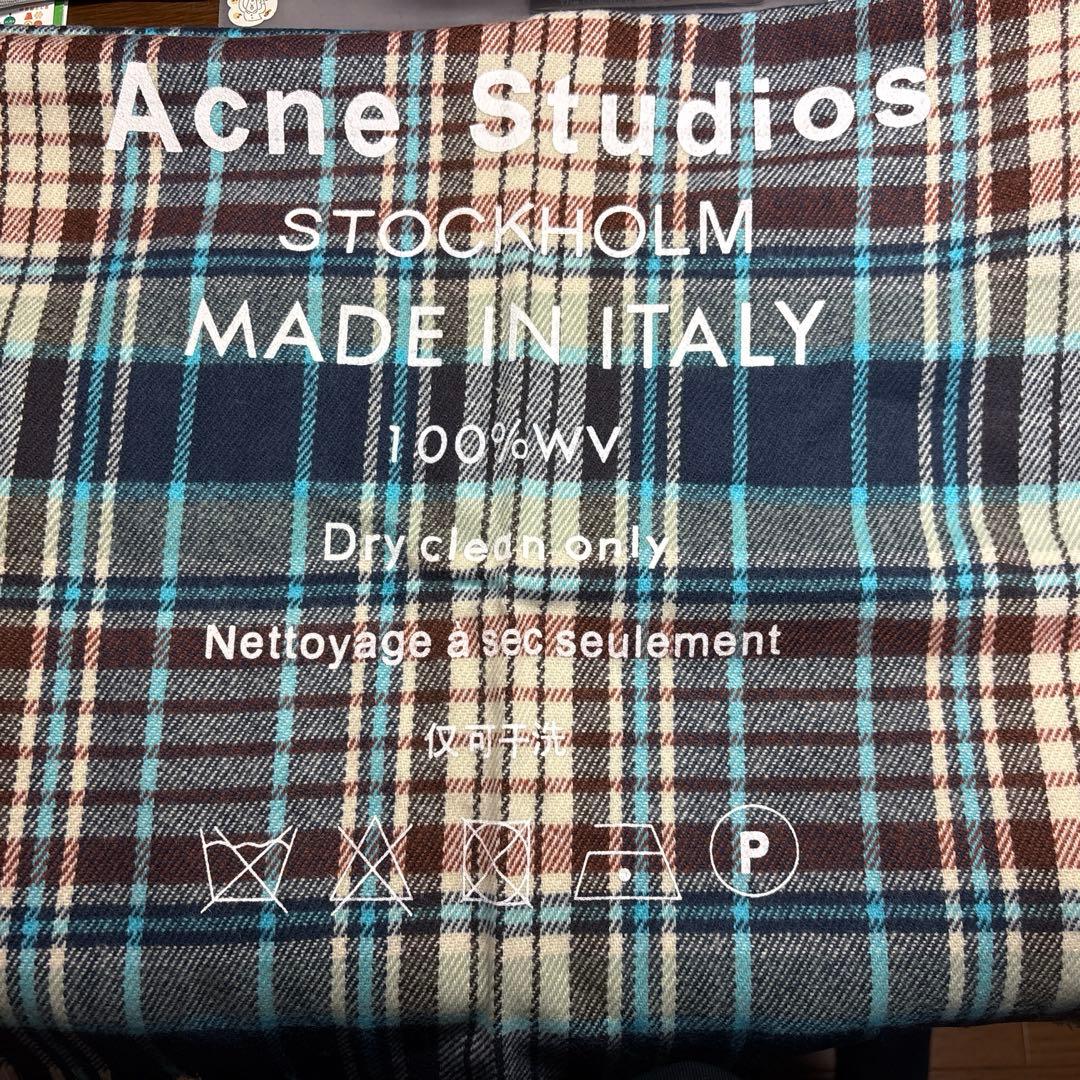 Acne Studios
STOCKHOLM
MADE IN ITALY
100%WV
Dry clean only
Nettoyage à sec seulement
仅可干洗
P